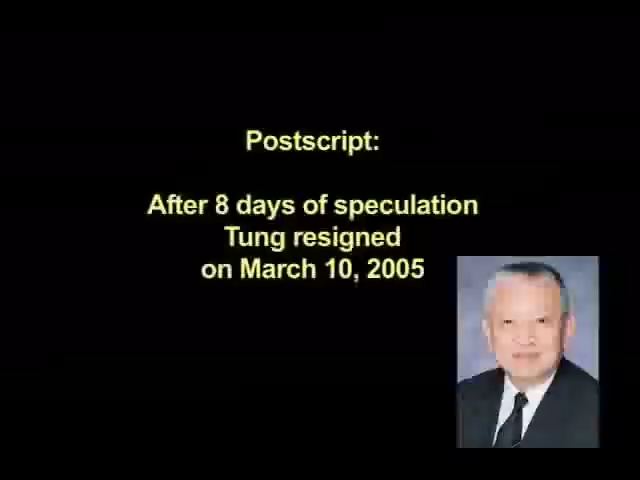 Postscript:
After 8 days of speculation
Tung resigned
on March 10, 2005